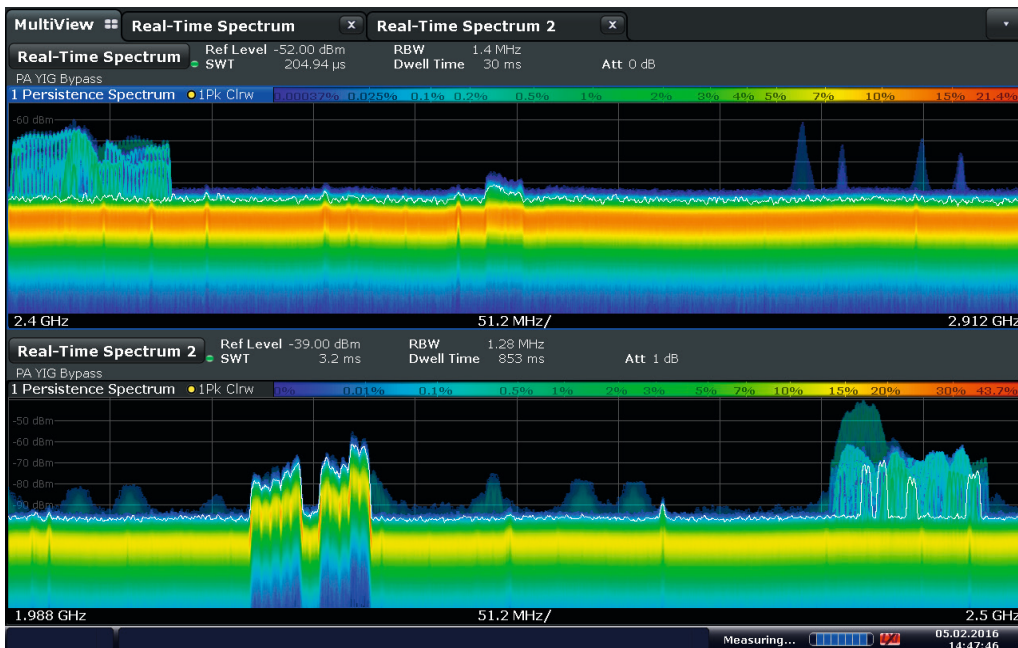 MultiView Real-Time Spectrum X Real-Time Spectrum 2 X
Real-Time Spectrum Ref Level -52.00 dBm RBW 1.4 MHz
SWT 204.94 µs Dwell Time 30 ms Att 0 dB
PA YIG Bypass
1 Persistence Spectrum 1Pk Clrw 0.00037% 0.025% 0.1% 0.2% 0.5% 1% 2% 3% 4% 5% 7% 10% 15% 21.4%
-60 dBm
2.4 GHz 51.2 MHz/ 2.912 GHz
Real-Time Spectrum 2 Ref Level -39.00 dBm RBW 1.28 MHz
SWT 3.2 ms Dwell Time 853 ms Att 1 dB
PA YIG Bypass
1 Persistence Spectrum 1Pk Clrw 0% 0.01% 0.1% 0.5% 1% 2% 3% 5% 7% 10% 15% 20% 30% 43.7%
-50 dBm
-60 dBm
-70 dBm
-80 dBm
-90 dBm
1.988 GHz 51.2 MHz/ 2.5 GHz
Measuring... 05.02.2016
14:47:46